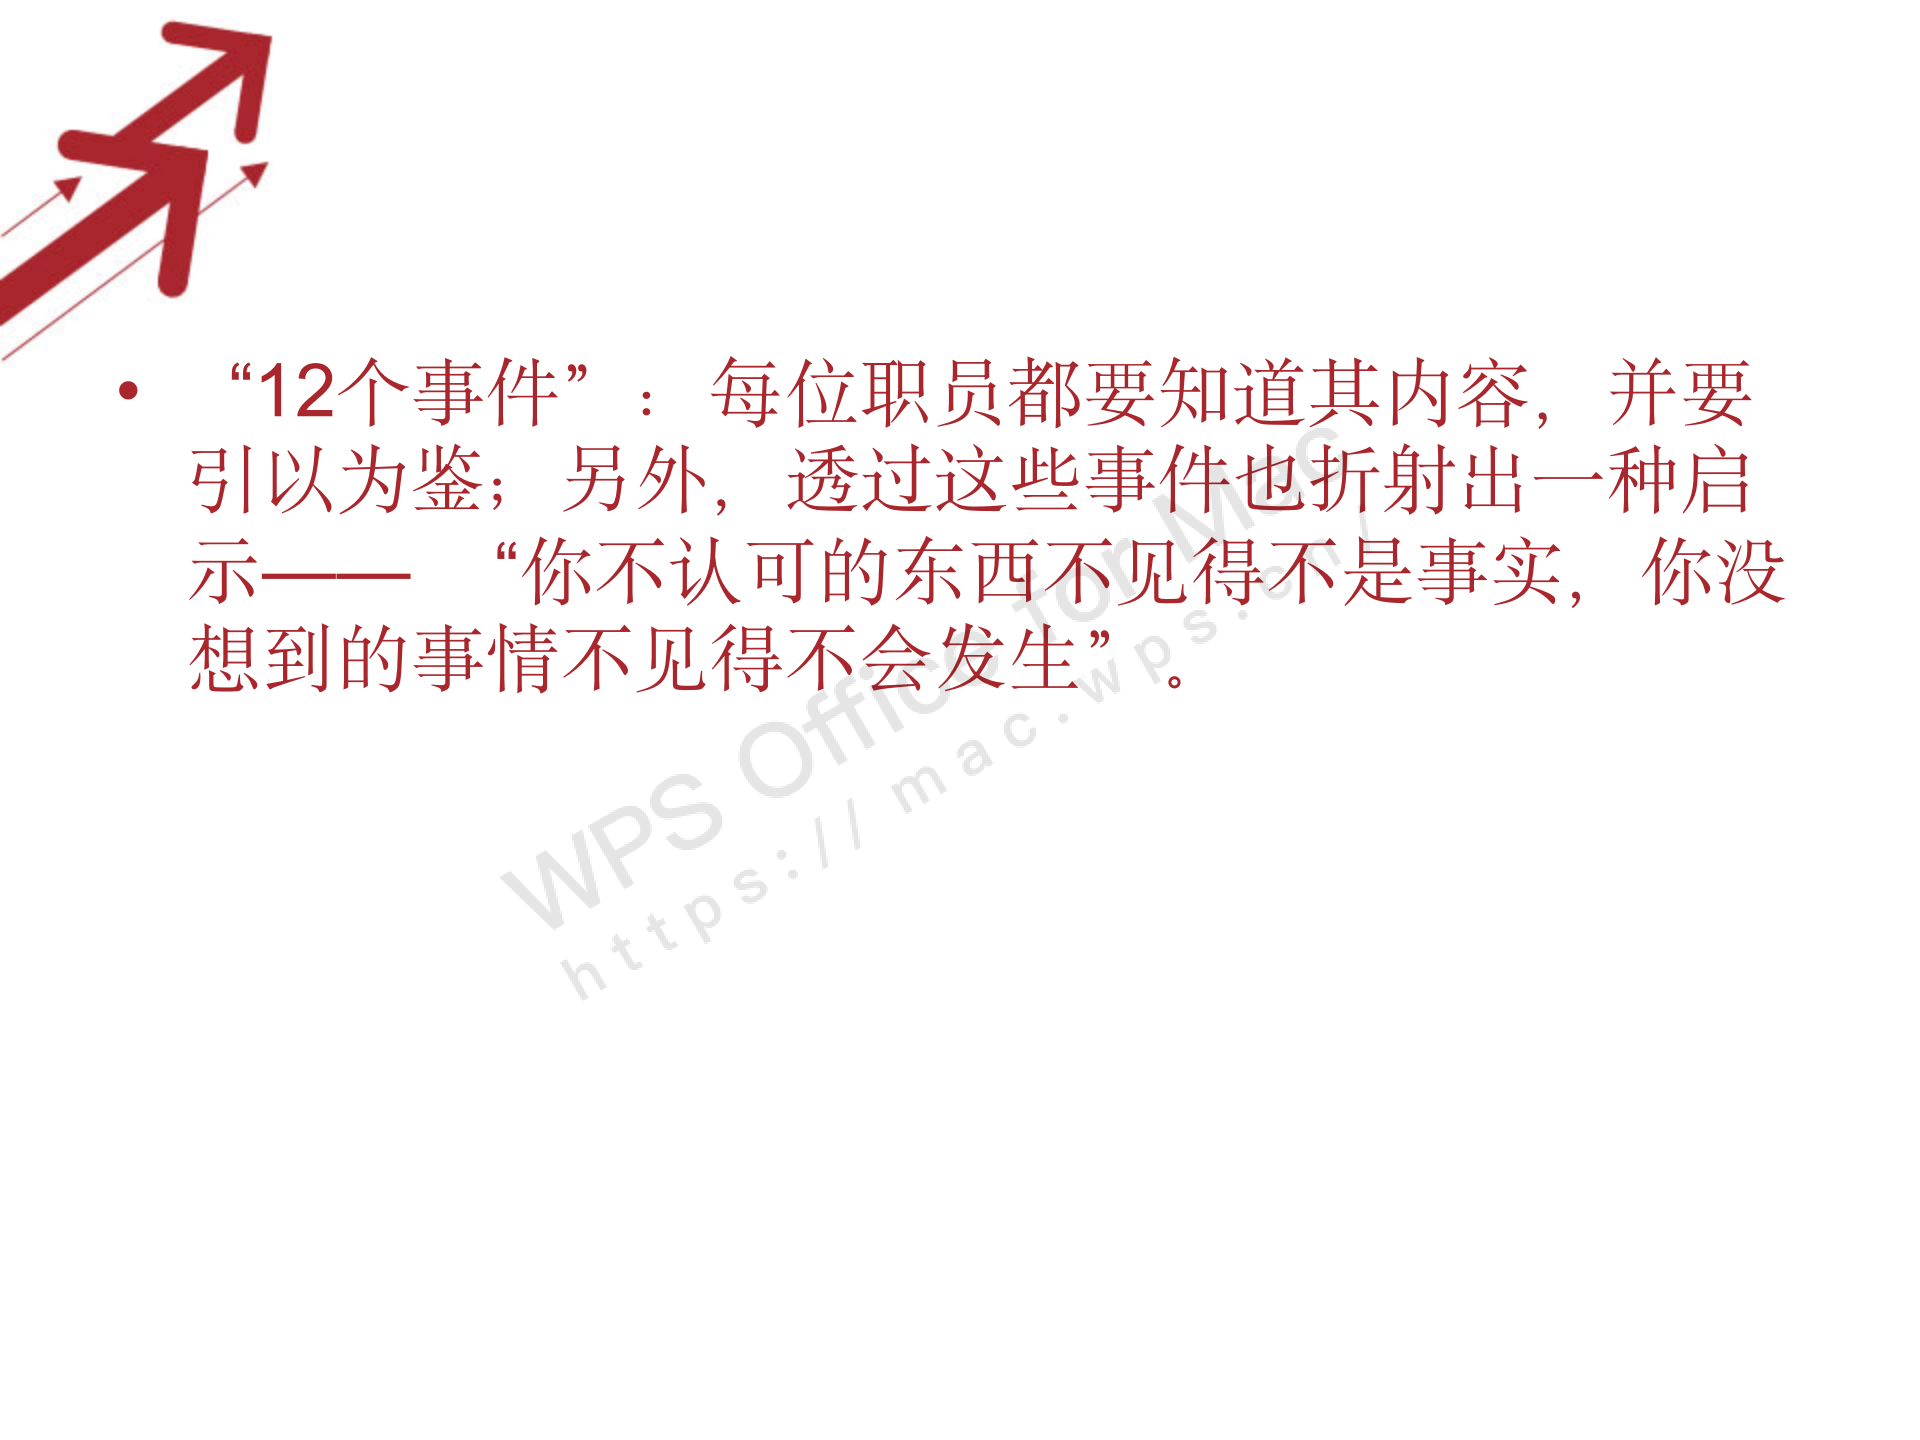 • “12个事件”：每位职员都要知道其内容，并要
引以为鉴；另外，透过这些事件也折射出一种启
示—— “你不认可的东西不见得不是事实，你没
想到的事情不见得不会发生”。
WPS Office for Mac
https://mac.wps.cn/